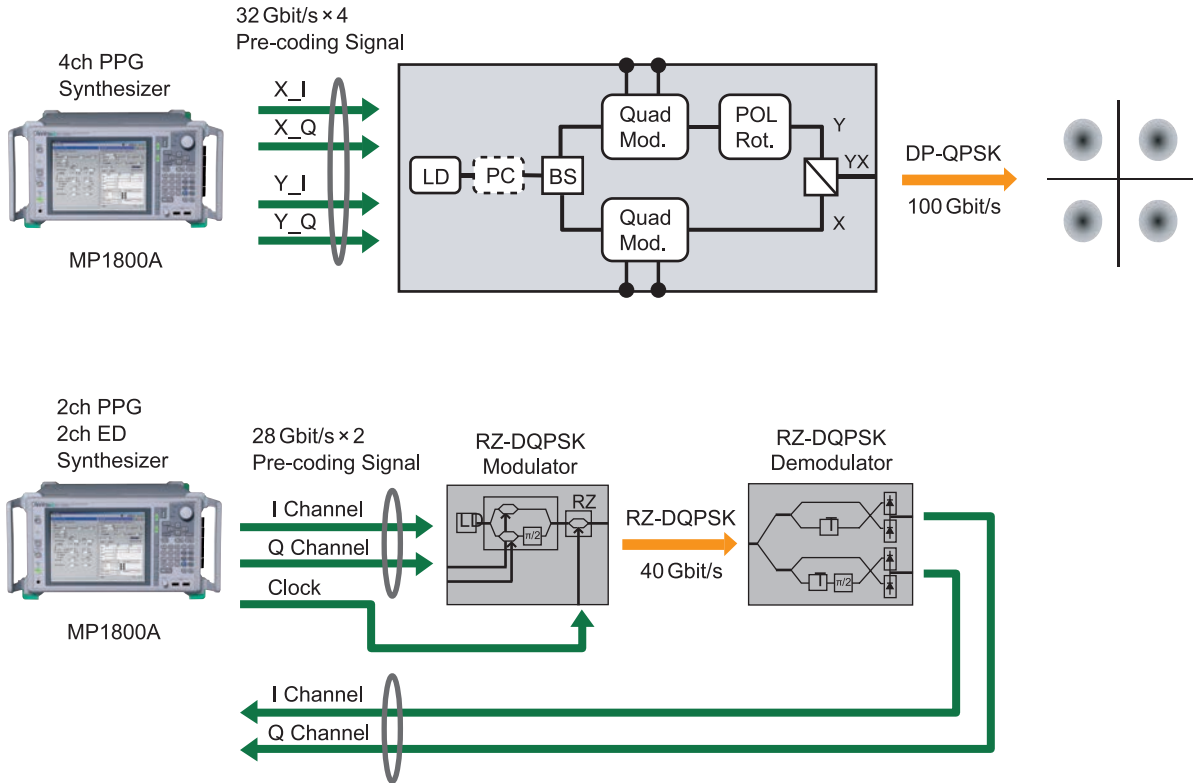 32 Gbit/s × 4
Pre-coding Signal
4ch PPG
Synthesizer
X_I
X_Q
Y_I
Y_Q
MP1800A
LD
PC
BS
Quad
Mod.
POL
Rot.
Y
YX
X
Quad
Mod.
DP-QPSK
100 Gbit/s
2ch PPG
2ch ED
Synthesizer
28 Gbit/s × 2
Pre-coding Signal
I Channel
Q Channel
Clock
MP1800A
RZ-DQPSK
Modulator
LD
π/2
RZ
RZ-DQPSK
40 Gbit/s
RZ-DQPSK
Demodulator
T
T
π/2
I Channel
Q Channel